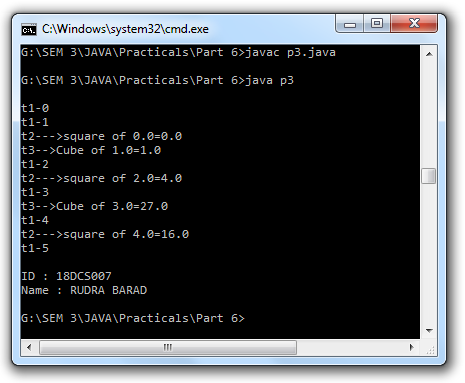 C:\Windows\system32\cmd.exe
G:\SEM 3\JAVA\Practicals\Part 6>javac p3.java
G:\SEM 3\JAVA\Practicals\Part 6>java p3
t1-0
t1-1
t2--->square of 0.0=0.0
t3-->Cube of 1.0=1.0
t1-2
t2--->square of 2.0=4.0
t1-3
t3-->Cube of 3.0=27.0
t1-4
t2--->square of 4.0=16.0
t1-5
ID : 18DCS007
Name : RUDRA BARAD
G:\SEM 3\JAVA\Practicals\Part 6>